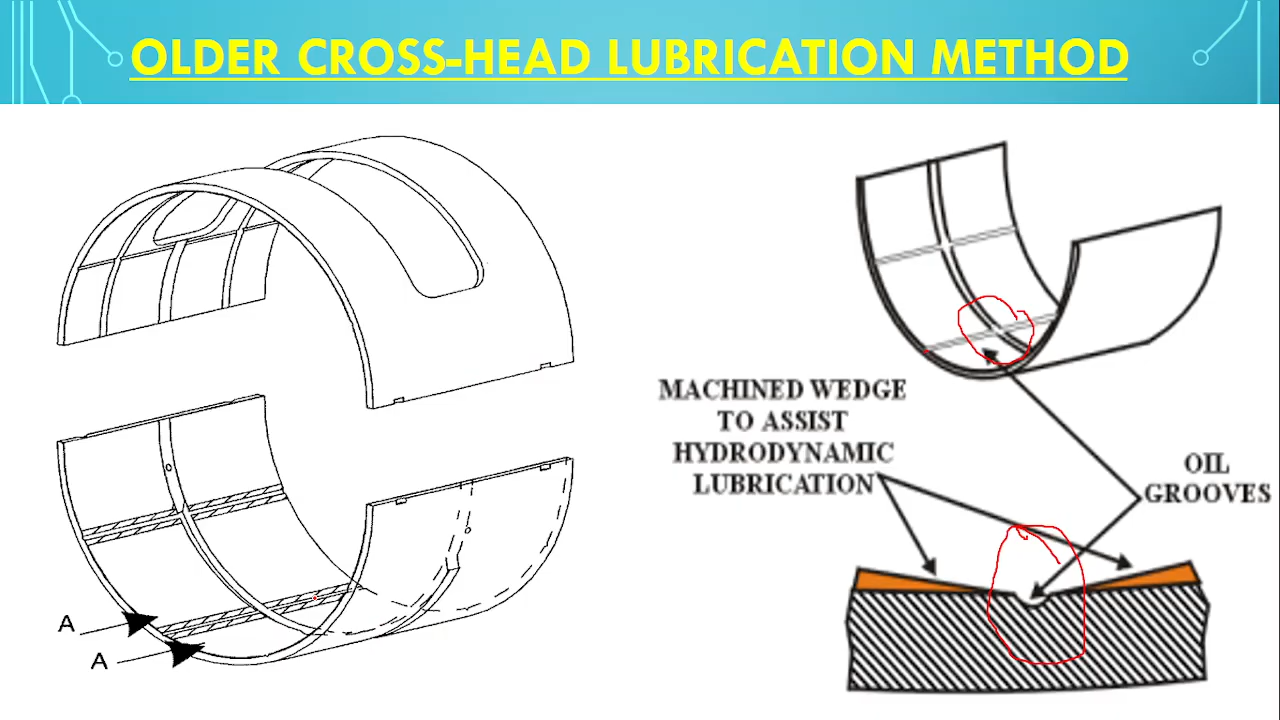 OLDER CROSS-HEAD LUBRICATION METHOD
MACHINED WEDGE
TO ASSIST
HYDRODYNAMIC
LUBRICATION
OIL
GROOVES
A
A